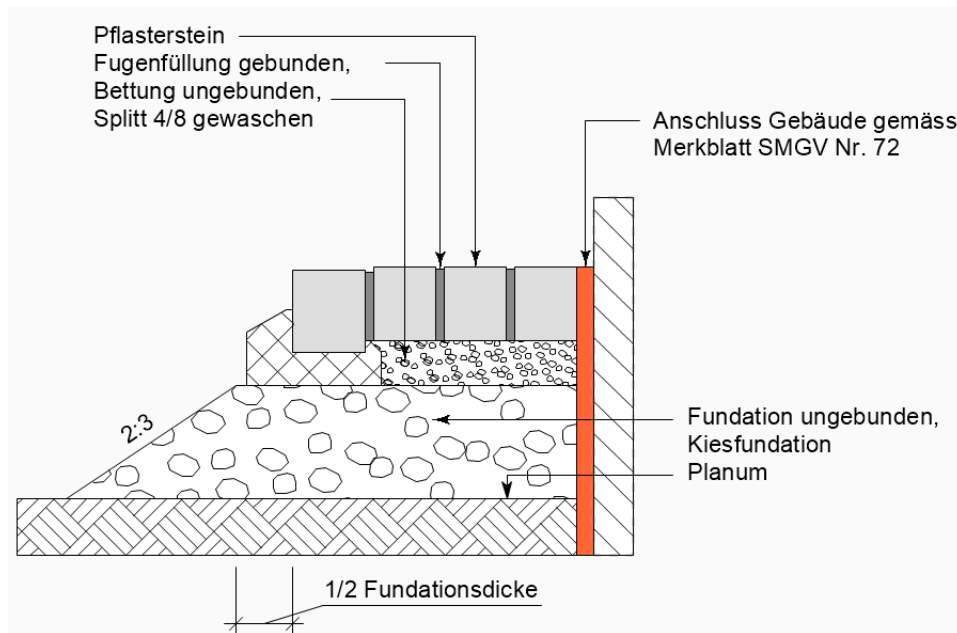 Pflasterstein
Fugenfüllung gebunden,
Bettung ungebunden,
Splitt 4/8 gewaschen
Anschluss Gebäude gemäss
Merkblatt SMGV Nr. 72
2:3
Fundation ungebunden,
Kiesfundation
Planum
1/2 Fundationsdicke